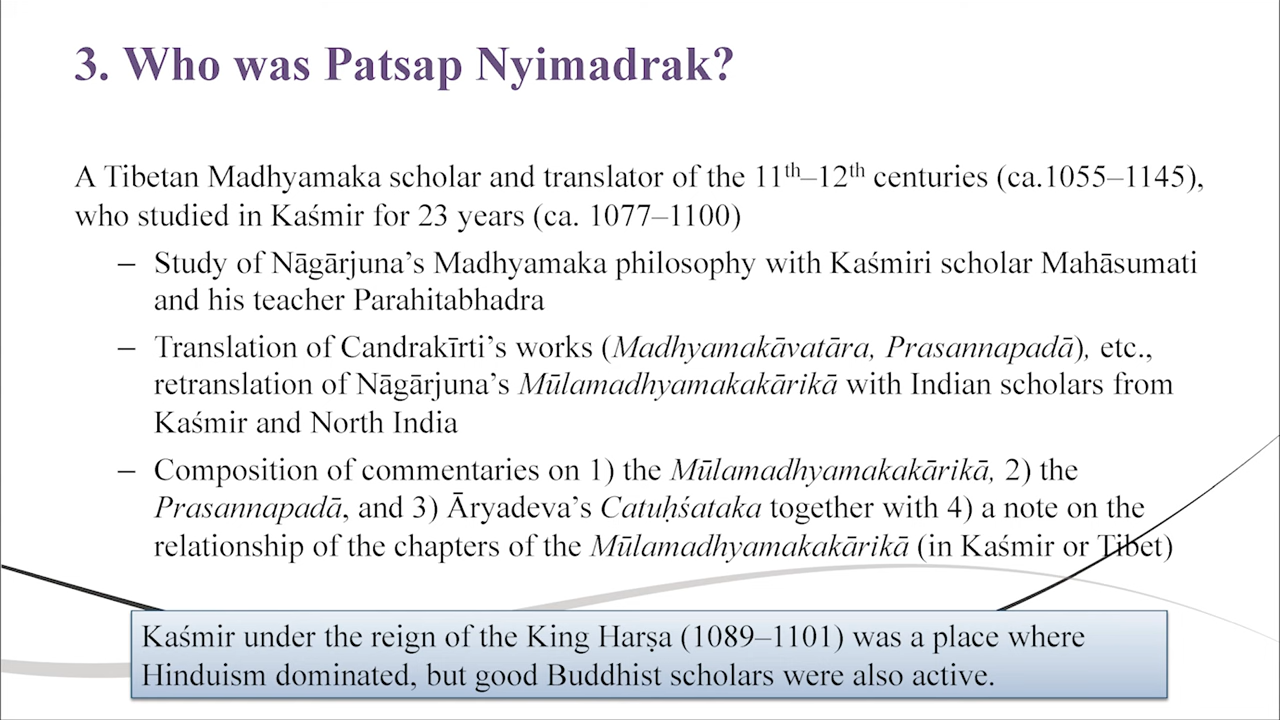 3. Who was Patsap Nyimadrak?
A Tibetan Madhyamaka scholar and translator of the 11th–12th centuries (ca.1055–1145),
who studied in Kaśmir for 23 years (ca. 1077–1100)
– Study of Nāgārjuna’s Madhyamaka philosophy with Kaśmiri scholar Mahāsumati
and his teacher Parahitabhadra
– Translation of Candrakīrti’s works (Madhyamakāvatāra, Prasannapadā), etc.,
retranslation of Nāgārjuna’s Mūlamadhyamakakārikā with Indian scholars from
Kaśmir and North India
– Composition of commentaries on 1) the Mūlamadhyamakakārikā, 2) the
Prasannapadā, and 3) Āryadeva’s Catuḥśataka together with 4) a note on the
relationship of the chapters of the Mūlamadhyamakakārikā (in Kaśmir or Tibet)
Kaśmir under the reign of the King Harṣa (1089–1101) was a place where
Hinduism dominated, but good Buddhist scholars were also active.